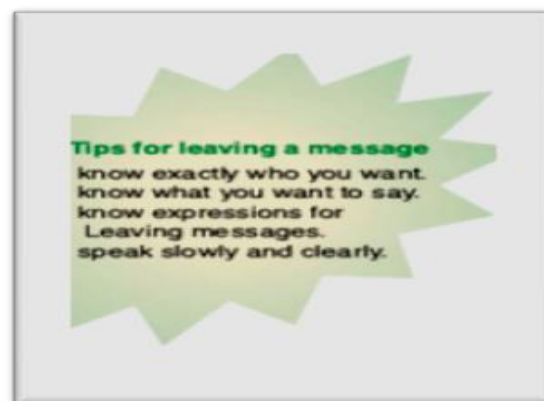 Tips for leaving a message
know exactly who you want.
know what you want to say.
know expressions for
Leaving messages.
speak slowly and clearly.